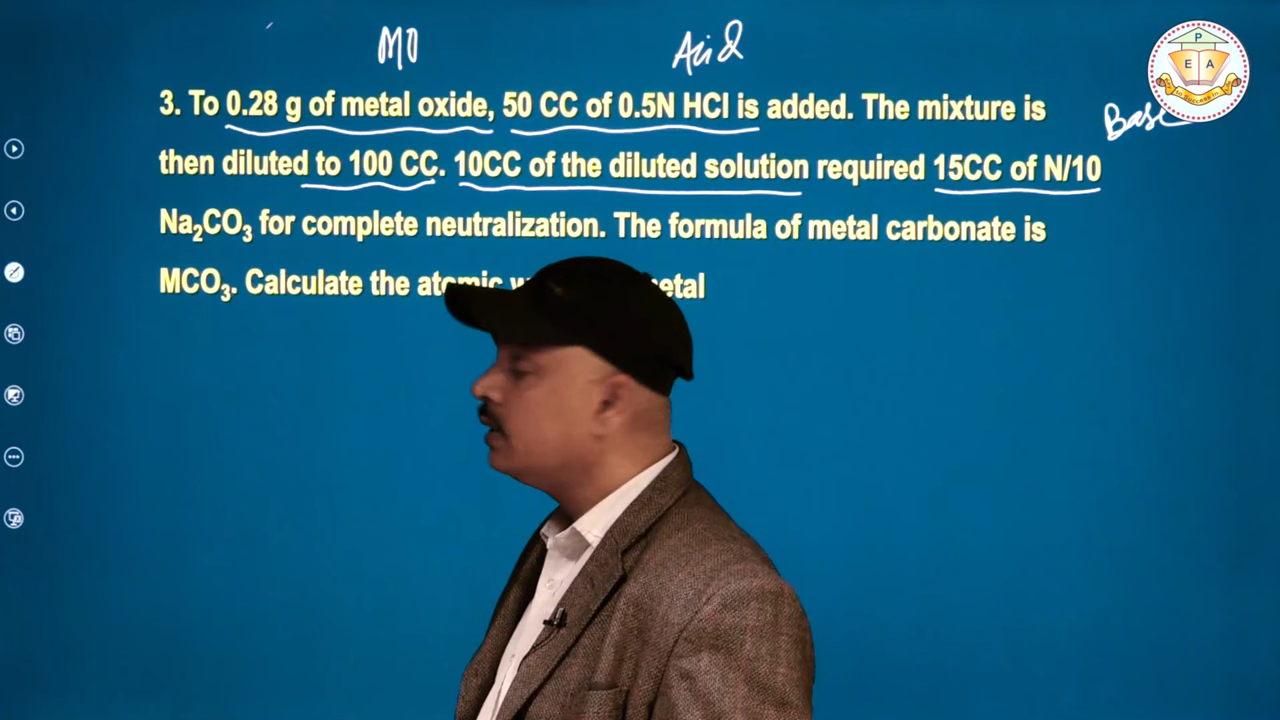 MO
Acid
3. To 0.28 g of metal oxide, 50 CC of 0.5N HCl is added. The mixture is
Base
then diluted to 100 CC. 10CC of the diluted solution required 15CC of N/10
Na₂CO₃ for complete neutralization. The formula of metal carbonate is
MCO₃. Calculate the atomic etal
P
E A